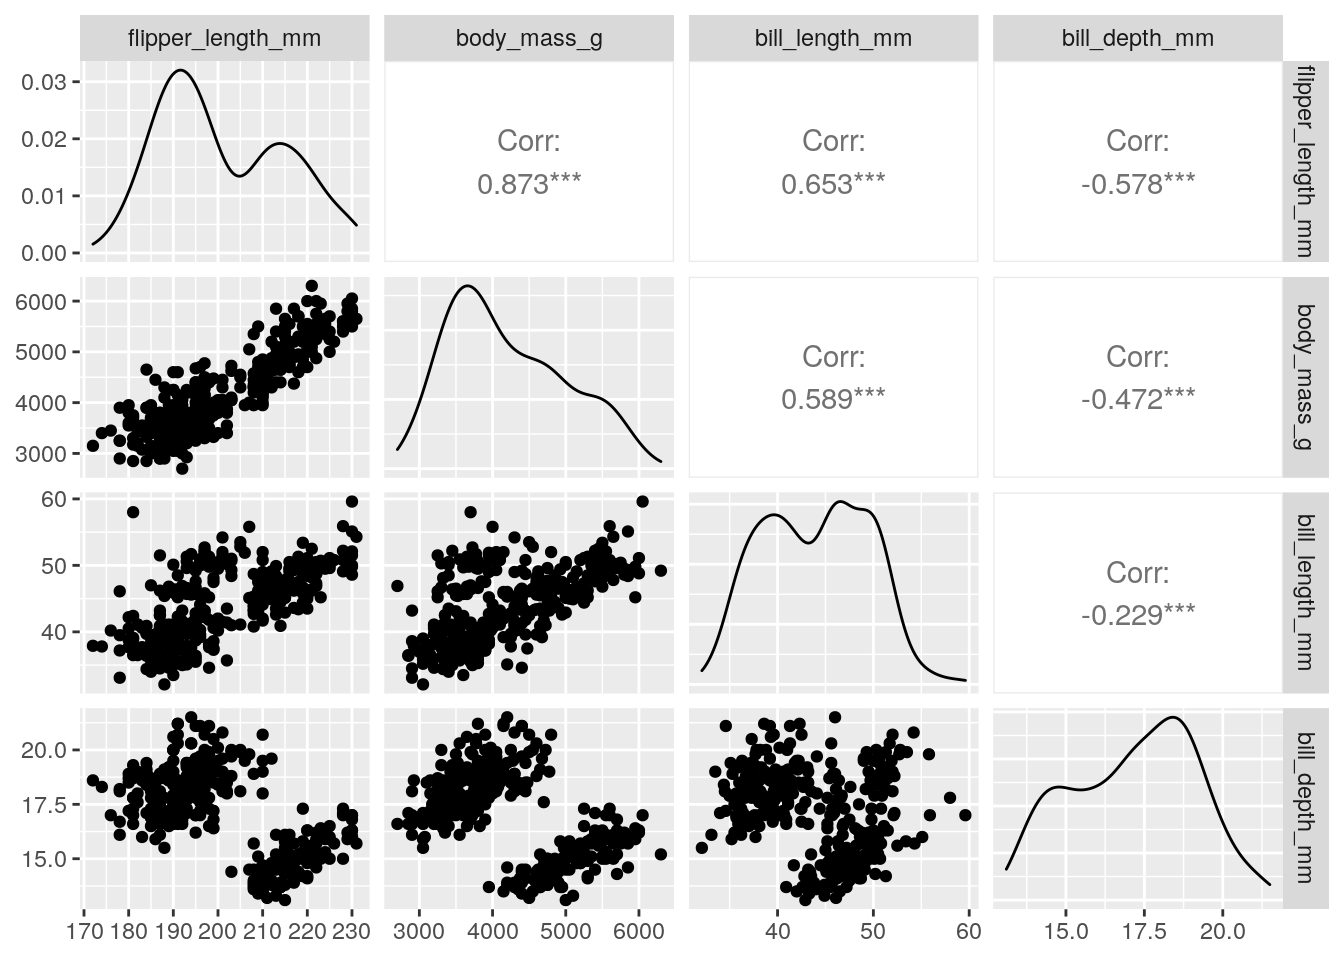 flipper_length_mm body_mass_g bill_length_mm bill_depth_mm
0.03
0.02
0.01
0.00
Corr:
0.873***
Corr:
0.653***
Corr:
-0.578***
flipper_length_mm
6000
5000
4000
3000
Corr:
0.589***
Corr:
-0.472***
body_mass_g
60
50
40
Corr:
-0.229***
bill_length_mm
20.0
17.5
15.0
bill_depth_mm
170 180 190 200 210 220 230 3000 4000 5000 6000 40 50 60 15.0 17.5 20.0